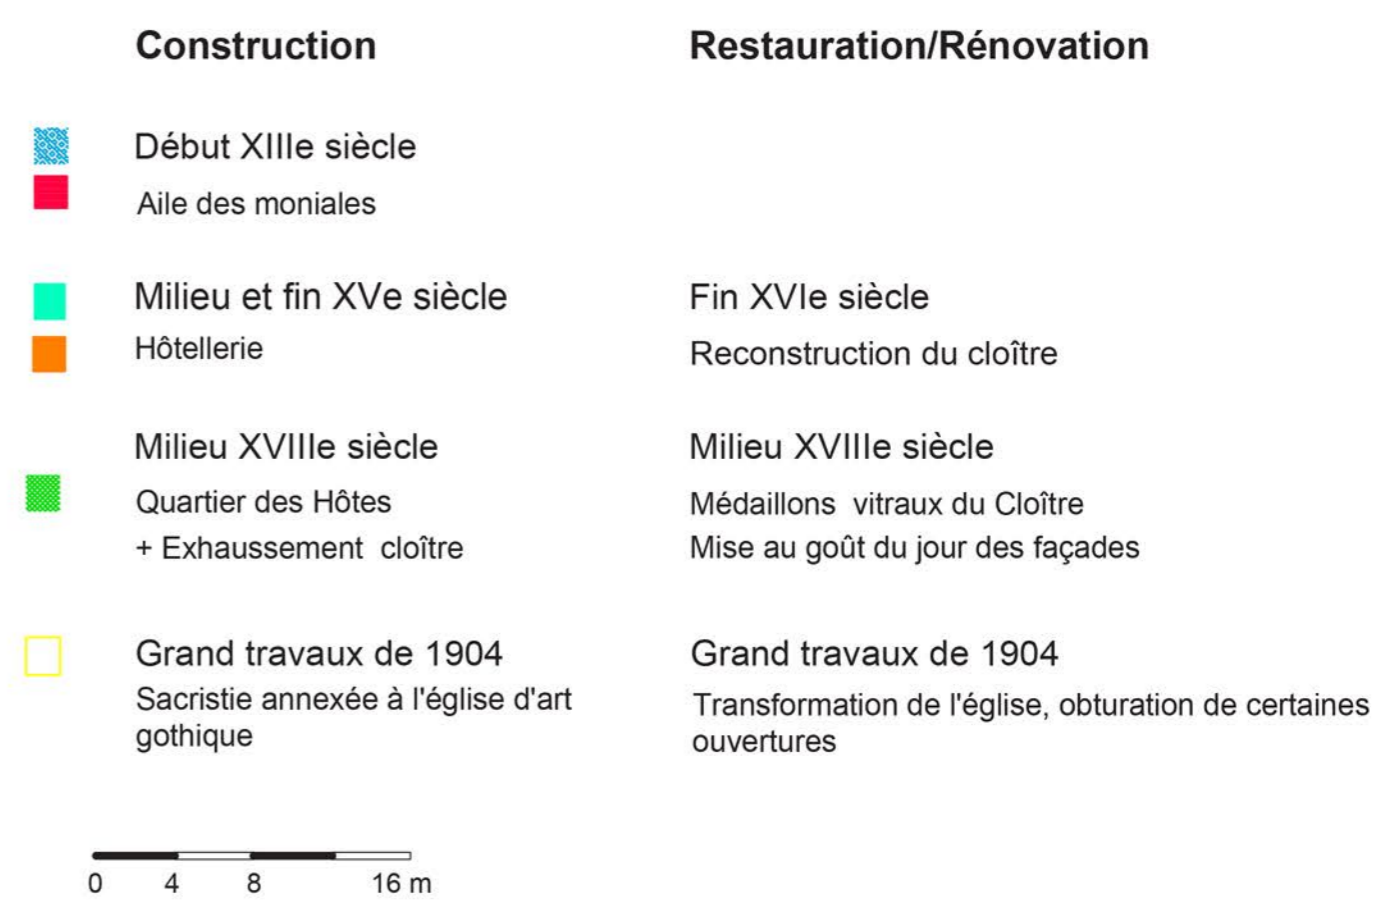 Construction
Restauration/Rénovation
Début XIIIe siècle
Aile des moniales
Milieu et fin XVe siècle
Fin XVIe siècle
Hôtellerie
Reconstruction du cloître
Milieu XVIIIe siècle
Milieu XVIIIe siècle
Quartier des Hôtes
Médaillons vitraux du Cloître
+ Exhaussement cloître
Mise au goût du jour des façades
Grand travaux de 1904
Grand travaux de 1904
Sacristie annexée à l'église d'art
gothique
Transformation de l'église, obturation de certaines
ouvertures
0 4 8 16 m